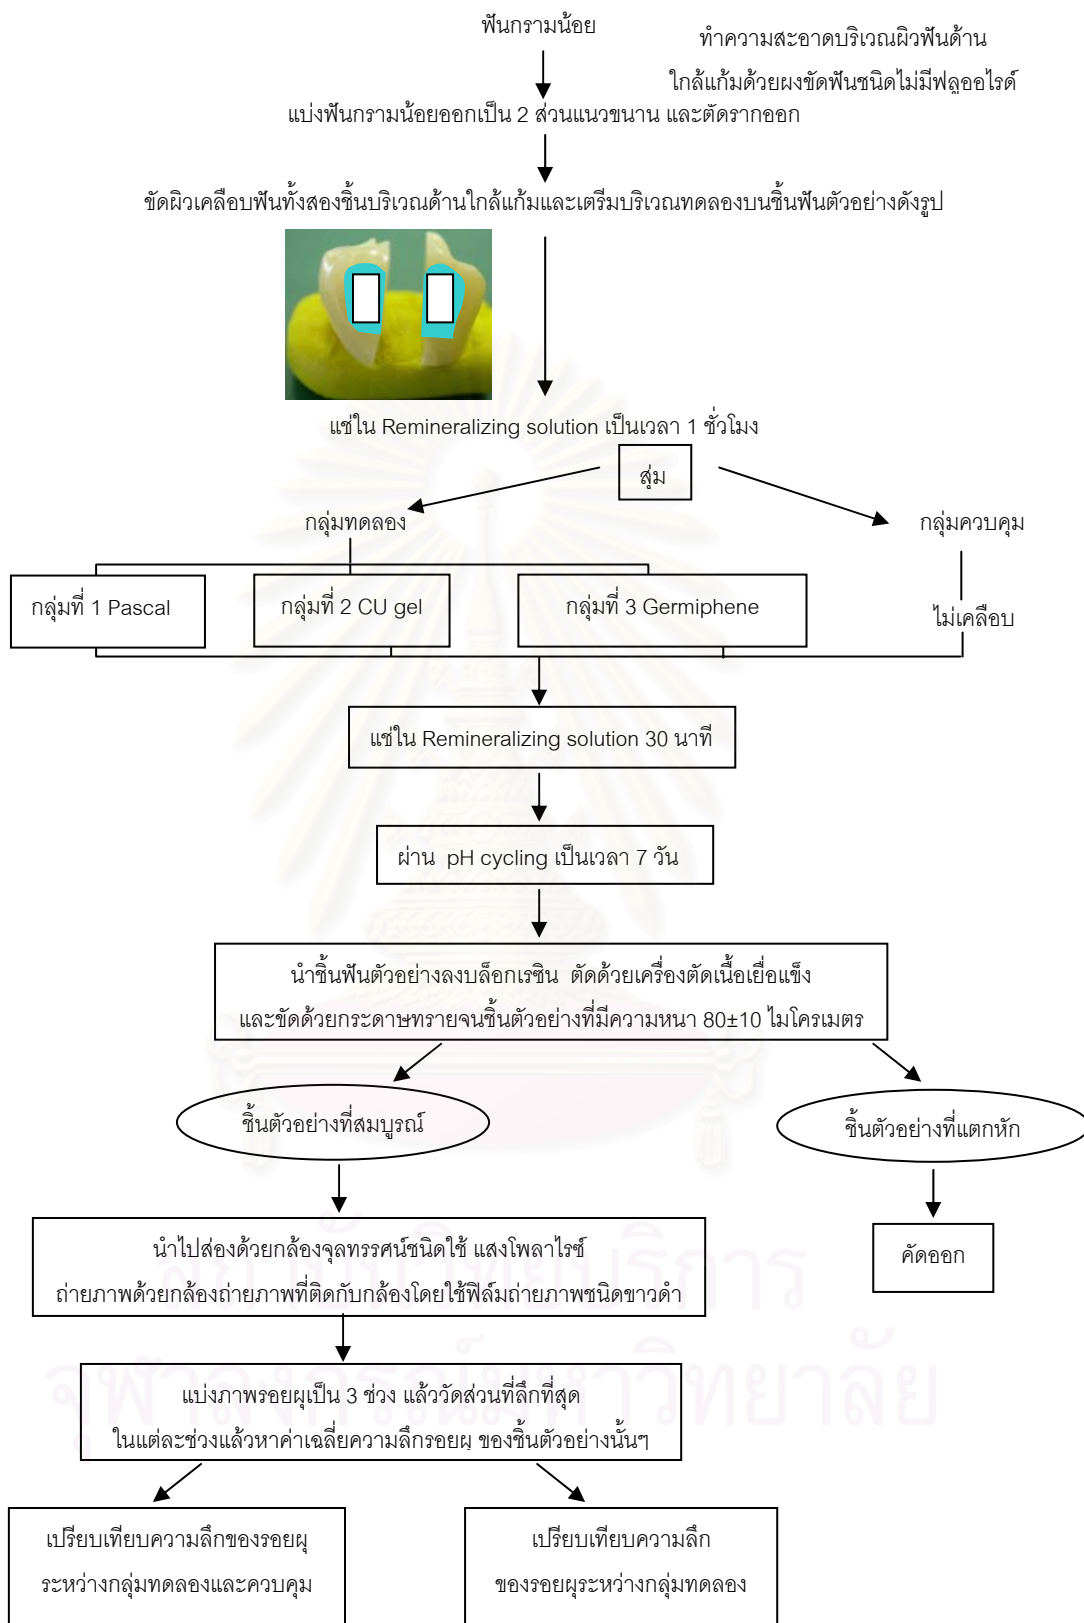 ฟันกรามน้อย
ทำความสะอาดบริเวณผิวฟันด้าน
ใกล้แก้มด้วยผงขัดฟันชนิดไม่มีฟลูออไรด์
แบ่งฟันกรามน้อยออกเป็น 2 ส่วนแนวขนาน และตัดรากออก
ขัดผิวเคลือบฟันทั้งสองชิ้นบริเวณด้านใกล้แก้มและเตรียมบริเวณทดลองบนชิ้นฟันตัวอย่างดังรูป
แช่ใน Remineralizing solution เป็นเวลา 1 ชั่วโมง
สุ่ม
กลุ่มทดลอง
กลุ่มควบคุม
กลุ่มที่ 1 Pascal
กลุ่มที่ 2 CU gel
กลุ่มที่ 3 Germiphene
ไม่เคลือบ
แช่ใน Remineralizing solution 30 นาที
ผ่าน pH cycling เป็นเวลา 7 วัน
นำชิ้นฟันตัวอย่างลงบล็อกเรซิน ตัดด้วยเครื่องตัดเนื้อเยื่อแข็ง
และขัดด้วยกระดาษทรายจนชิ้นตัวอย่างที่มีความหนา 80±10 ไมโครเมตร
ชิ้นตัวอย่างที่สมบูรณ์
ชิ้นตัวอย่างที่แตกหัก
นำไปส่องด้วยกล้องจุลทรรศน์ชนิดใช้ แสงโพลาไรซ์
ถ่ายภาพด้วยกล้องถ่ายภาพที่ติดกับกล้องโดยใช้ฟิล์มถ่ายภาพชนิดขาวดำ
คัดออก
สถาบันวิทยบริการ
จุฬาลงกรณ์มหาวิทยาลัย
แบ่งภาพรอยผุเป็น 3 ช่วง แล้ววัดส่วนที่ลึกที่สุด
ในแต่ละช่วงแล้วหาค่าเฉลี่ยความลึกรอยผุ ของชิ้นตัวอย่างนั้นๆ
เปรียบเทียบความลึกของรอยผุ
ระหว่างกลุ่มทดลองและควบคุม
เปรียบเทียบความลึก
ของรอยผุระหว่างกลุ่มทดลอง